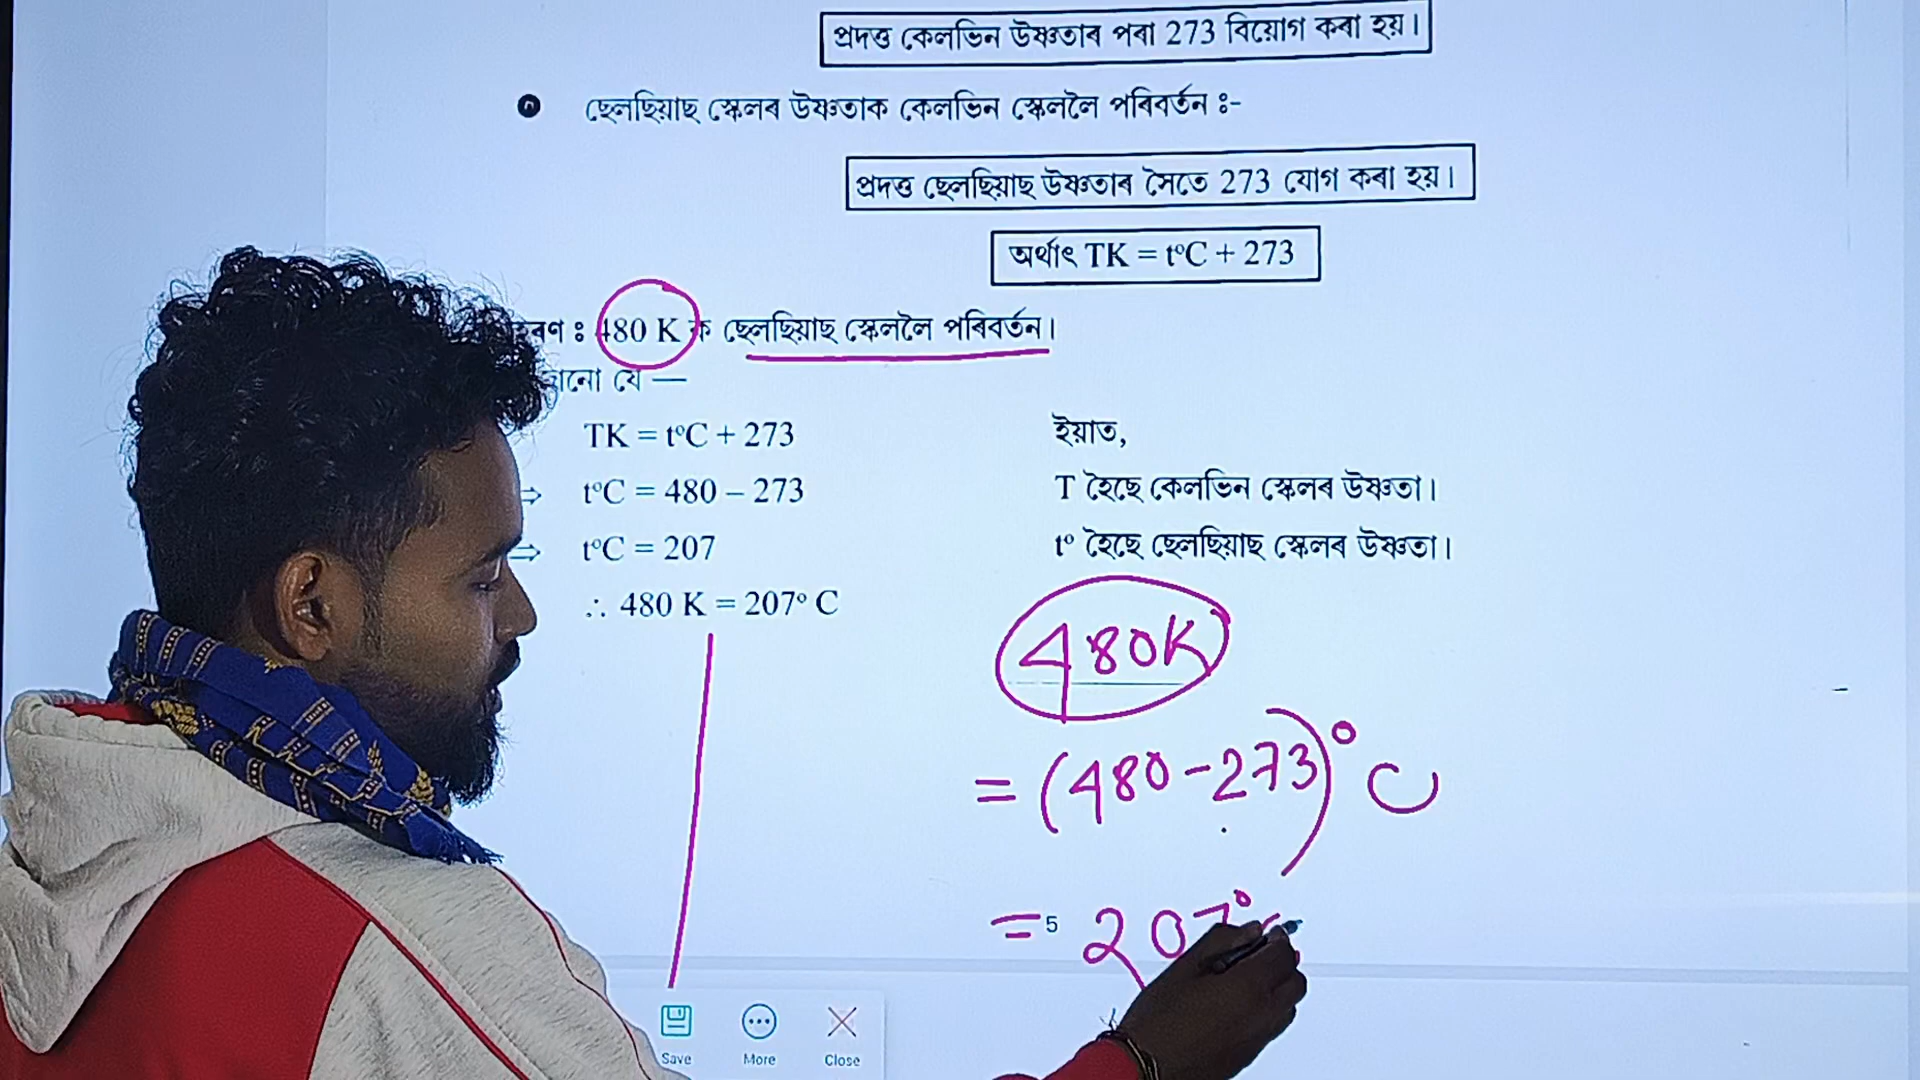 প্ৰদত্ত কেলভিন উষ্ণতাৰ পৰা 273 বিয়োগ কৰা হয়।
ছেলছিয়াছ স্কেলৰ উষ্ণতাক কেলভিন স্কেললৈ পৰিবৰ্তন ঃ-
প্ৰদত্ত ছেলছিয়াছ উষ্ণতাৰ সৈতে 273 যোগ কৰা হয়।
অৰ্থাৎ TK = t°C + 273
480 K ক ছেলছিয়াছ স্কেললৈ পৰিবৰ্তন।
যে —
TK = t°C + 273
ইয়াত,
⇒ t°C = 480 – 273
T হৈছে কেলভিন স্কেলৰ উষ্ণতা।
⇒ t°C = 207
t° হৈছে ছেলছিয়াছ স্কেলৰ উষ্ণতা।
∴ 480 K = 207° C
480K
= (480-273)°C
= 207°
5
Save More Close